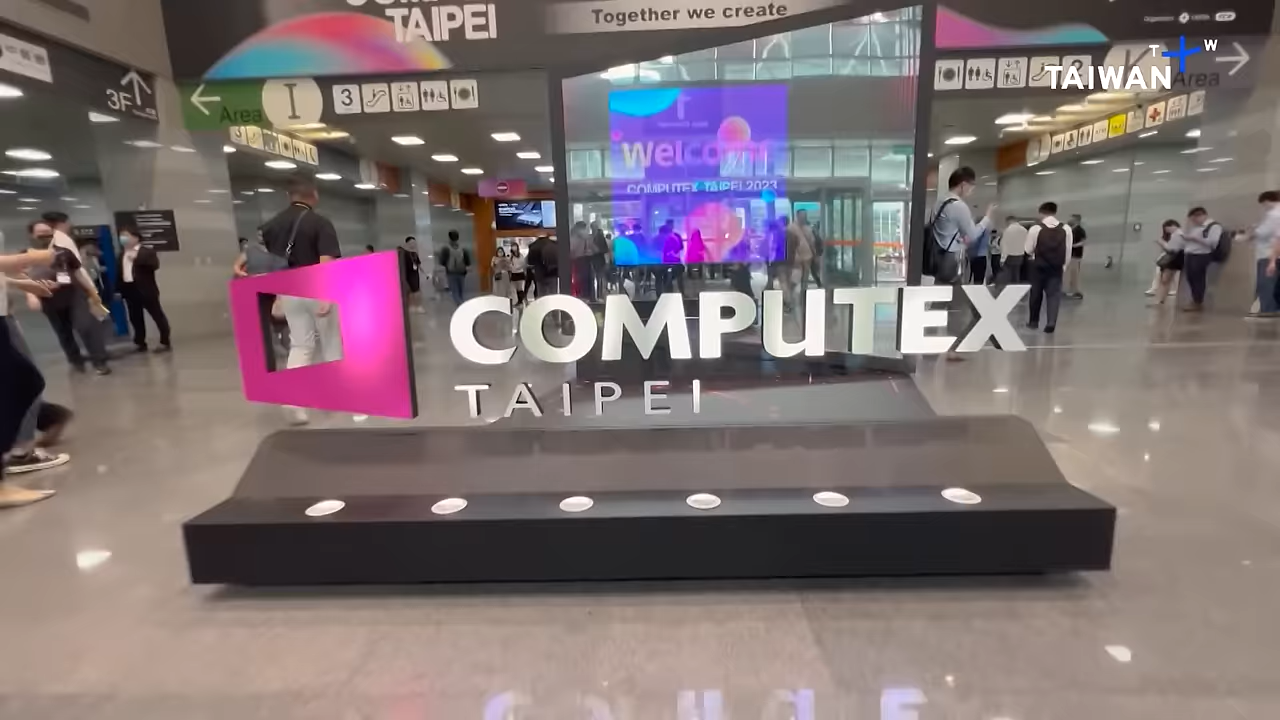 TAIPEI
Together we create
T W
TAIWAN
3F
Area
I
3
Area
Welcome
COMPUTEX TAIPEI 2023
COMPUTEX
TAIPEI